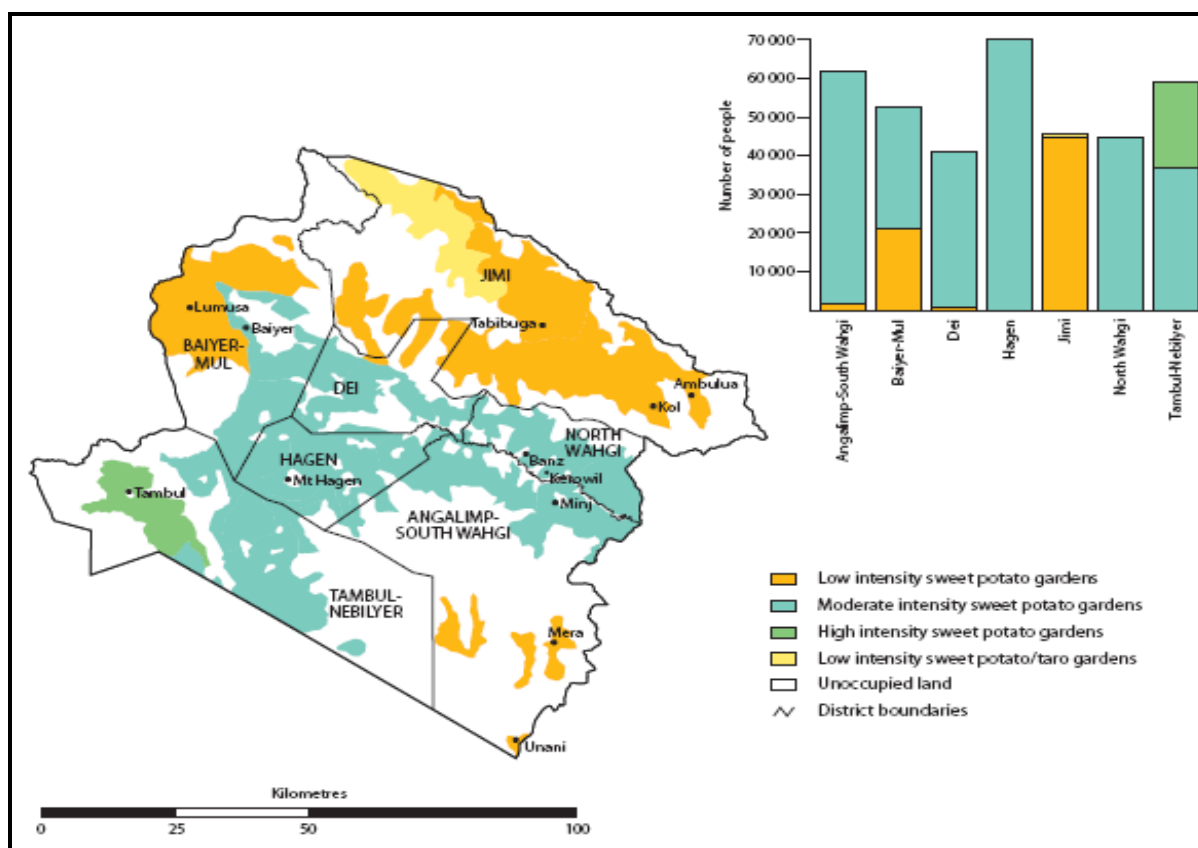 70 000
60 000
50 000
40 000
30 000
20 000
10 000
Number of people
Angalimp-South Wahgi
Baiyer-Mul
Dei
Hagen
Jimi
North Wahgi
Tambul-Nebilyer
JIMI
Lumusa
Baiyer
BAIYER-
MUL
Tabibuga
DEI
Ambulua
Kol
NORTH
WAHGI
HAGEN
Mt Hagen
Banz
Kerowil
Minj
Tambul
ANGALIMP-
SOUTH WAHGI
TAMBUL-
NEBILYER
Mera
Unani
Low intensity sweet potato gardens
Moderate intensity sweet potato gardens
High intensity sweet potato gardens
Low intensity sweet potato/taro gardens
Unoccupied land
District boundaries
Kilometres
0 25 50 100